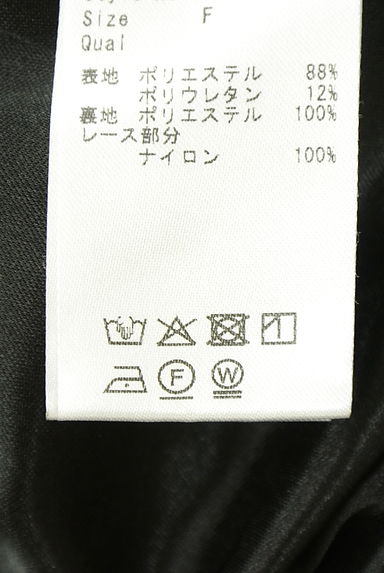 Size F
Qual
表地 ポリエステル 88%
ポリウレタン 12%
裏地 ポリエステル 100%
レース部分
ナイロン 100%
F W